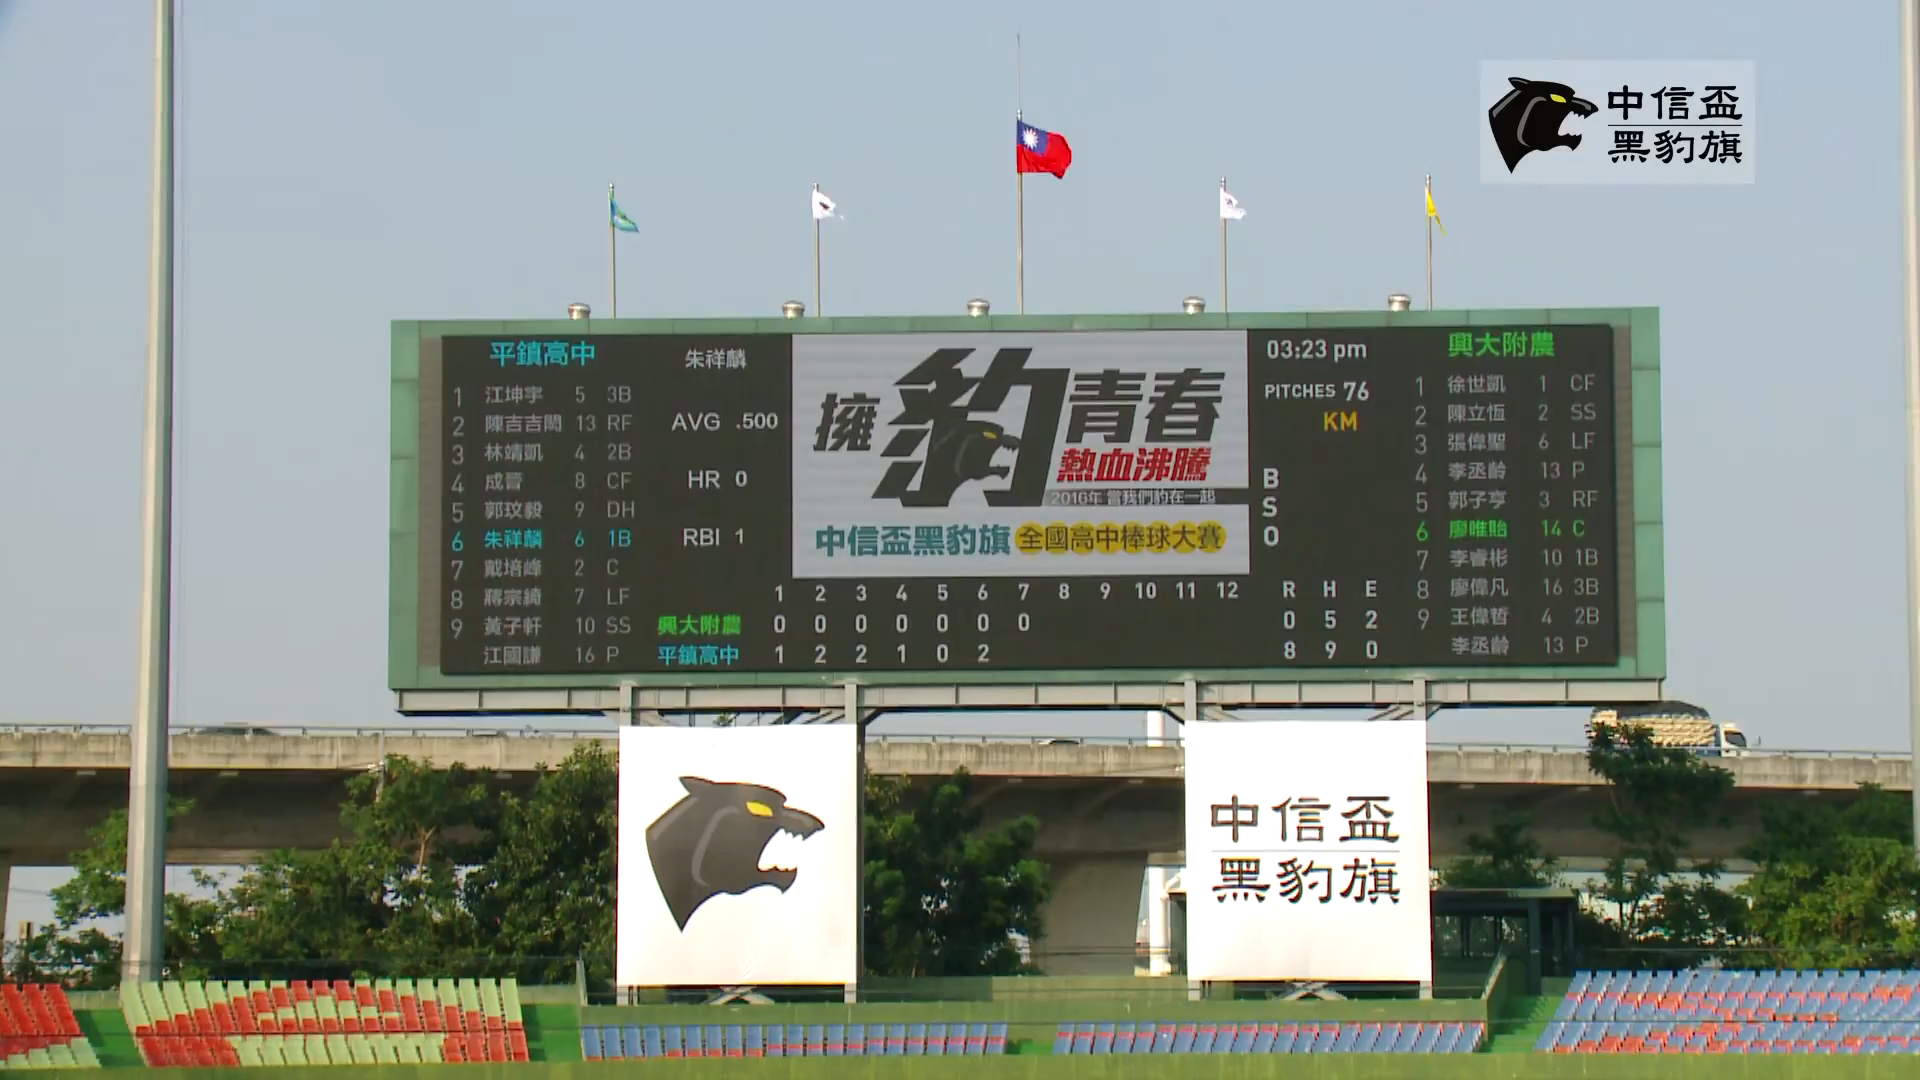 中信盃
黑豹旗
平鎮高中
1 江坤宇 5 3B
2 陳吉吉閎 13 RF
3 林靖凱 4 2B
4 成晉 8 CF
5 郭玟毅 9 DH
6 朱祥麟 6 1B
7 戴培峰 2 C
8 蔣宗綺 7 LF
9 黃子軒 10 SS
江國謙 16 P
朱祥麟
AVG .500
HR 0
RBI 1
擁豹青春
熱血沸騰
2016年 當我們豹在一起
中信盃黑豹旗 全國高中棒球大賽
03:23 pm
PITCHES 76
KM
B
S
O
興大附農
1 徐世凱 1 CF
2 陳立恆 2 SS
3 張偉聖 6 LF
4 李丞齡 13 P
5 郭子亨 3 RF
6 廖唯貽 14 C
7 李睿彬 10 1B
8 廖偉凡 16 3B
9 王偉哲 4 2B
李丞齡 13 P
1 2 3 4 5 6 7 8 9 10 11 12 R H E
興大附農 0 0 0 0 0 0 0 0 5 2
平鎮高中 1 2 2 1 0 2 8 9 0
中信盃
黑豹旗